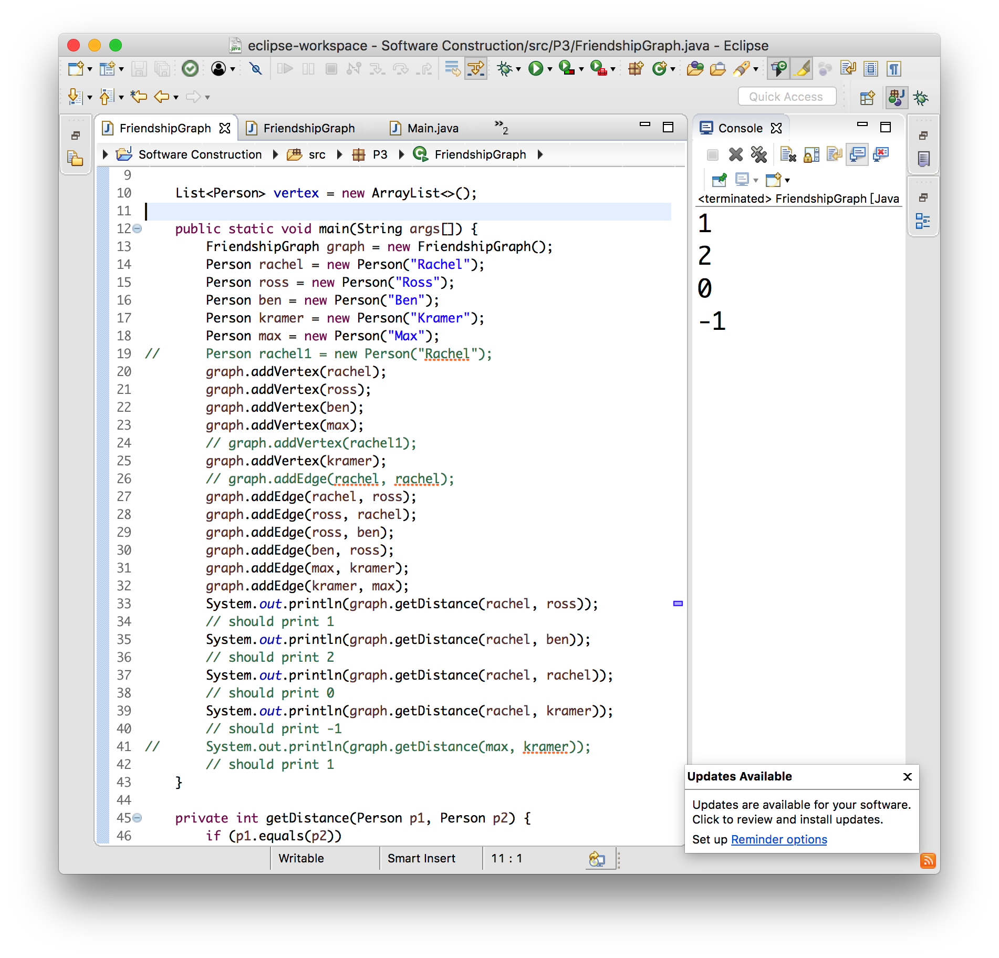 eclipse-workspace - Software Construction/src/P3/FriendshipGraph.java - Eclipse
Quick Access
FriendshipGraph
FriendshipGraph
Main.java
»2
Software Construction
src
P3
FriendshipGraph
9
10     List<Person> vertex = new ArrayList<>();
11
12     public static void main(String args[]) {
13         FriendshipGraph graph = new FriendshipGraph();
14         Person rachel = new Person("Rachel");
15         Person ross = new Person("Ross");
16         Person ben = new Person("Ben");
17         Person kramer = new Person("Kramer");
18         Person max = new Person("Max");
19 //      Person rachel1 = new Person("Rachel");
20         graph.addVertex(rachel);
21         graph.addVertex(ross);
22         graph.addVertex(ben);
23         graph.addVertex(max);
24         // graph.addVertex(rachel1);
25         graph.addVertex(kramer);
26         // graph.addEdge(rachel, rachel);
27         graph.addEdge(rachel, ross);
28         graph.addEdge(ross, rachel);
29         graph.addEdge(ross, ben);
30         graph.addEdge(ben, ross);
31         graph.addEdge(max, kramer);
32         graph.addEdge(kramer, max);
33         System.out.println(graph.getDistance(rachel, ross));
34         // should print 1
35         System.out.println(graph.getDistance(rachel, ben));
36         // should print 2
37         System.out.println(graph.getDistance(rachel, rachel));
38         // should print 0
39         System.out.println(graph.getDistance(rachel, kramer));
40         // should print -1
41 //      System.out.println(graph.getDistance(max, kramer));
42         // should print 1
43     }
44
45     private int getDistance(Person p1, Person p2) {
46         if (p1.equals(p2))
Console
<terminated> FriendshipGraph [Java
1
2
0
-1
Updates Available
Updates are available for your software.
Click to review and install updates.
Set up Reminder options
Writable
Smart Insert
11 : 1